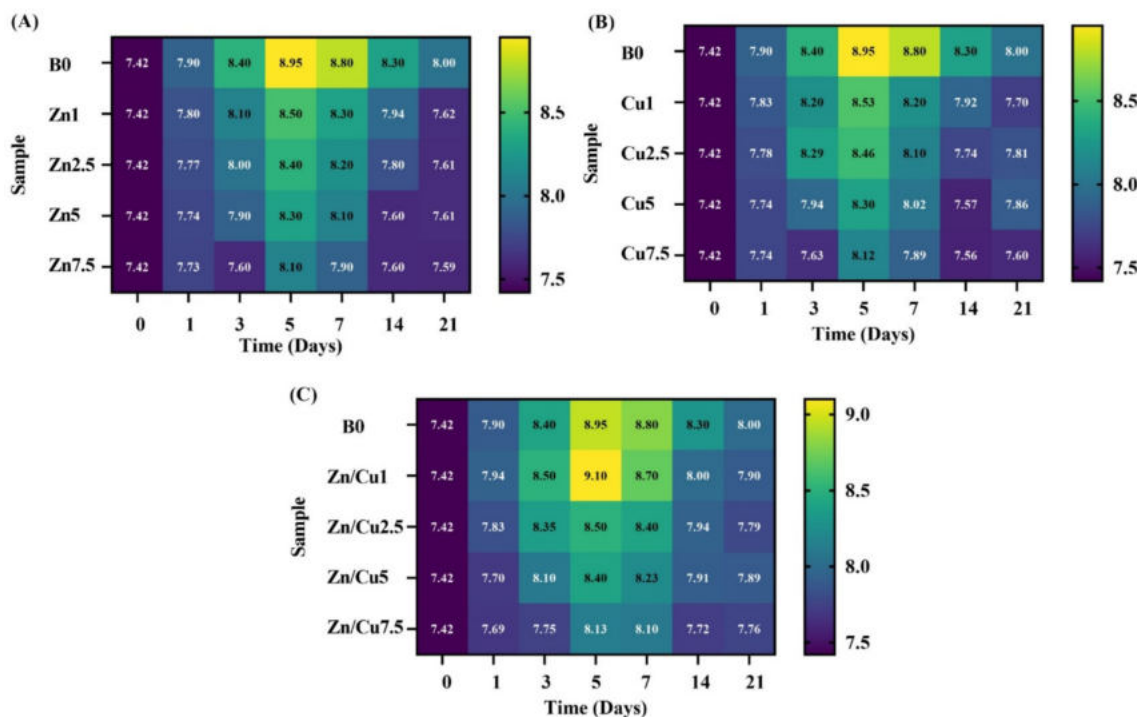 (A)
B0 7.42 7.90 8.40 8.95 8.80 8.30 8.00
Zn1 7.42 7.80 8.10 8.50 8.30 7.94 7.62
Zn2.5 7.42 7.77 8.00 8.40 8.20 7.80 7.61
Zn5 7.42 7.74 7.90 8.30 8.10 7.60 7.61
Zn7.5 7.42 7.73 7.60 8.10 7.90 7.60 7.59
Sample
0 1 3 5 7 14 21
Time (Days)
8.5
8.0
7.5
(B)
B0 7.42 7.90 8.40 8.95 8.80 8.30 8.00
Cu1 7.42 7.83 8.20 8.53 8.20 7.92 7.70
Cu2.5 7.42 7.78 8.29 8.46 8.10 7.74 7.81
Cu5 7.42 7.74 7.94 8.30 8.02 7.57 7.86
Cu7.5 7.42 7.74 7.63 8.12 7.89 7.56 7.60
Sample
0 1 3 5 7 14 21
Time (Days)
8.5
8.0
7.5
(C)
B0 7.42 7.90 8.40 8.95 8.80 8.30 8.00
Zn/Cu1 7.42 7.94 8.50 9.10 8.70 8.00 7.90
Zn/Cu2.5 7.42 7.83 8.35 8.50 8.40 7.94 7.79
Zn/Cu5 7.42 7.70 8.10 8.40 8.23 7.91 7.89
Zn/Cu7.5 7.42 7.69 7.75 8.13 8.10 7.72 7.76
Sample
0 1 3 5 7 14 21
Time (Days)
9.0
8.5
8.0
7.5